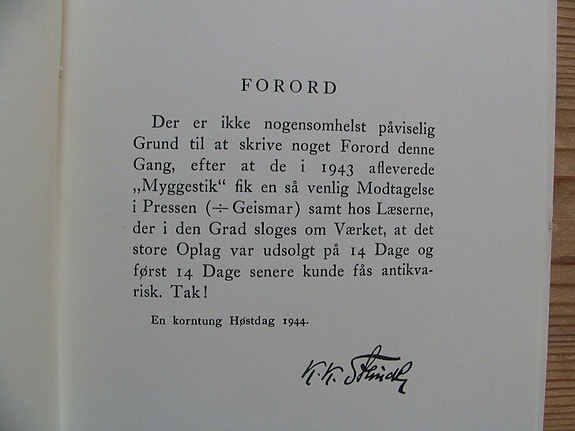 FORORD
Der er ikke nogensomhelst påviselig
Grund til at skrive noget Forord denne
Gang, efter at de i 1943 afleverede
„Myggestik“ fik en så venlig Modtagelse
i Pressen (÷Geismar) samt hos Læserne,
der i den Grad sloges om Værket, at det
store Oplag var udsolgt på 14 Dage og
først 14 Dage senere kunde fås antikva-
risk. Tak!
En korntung Høstdag 1944.
K.K. Steincke